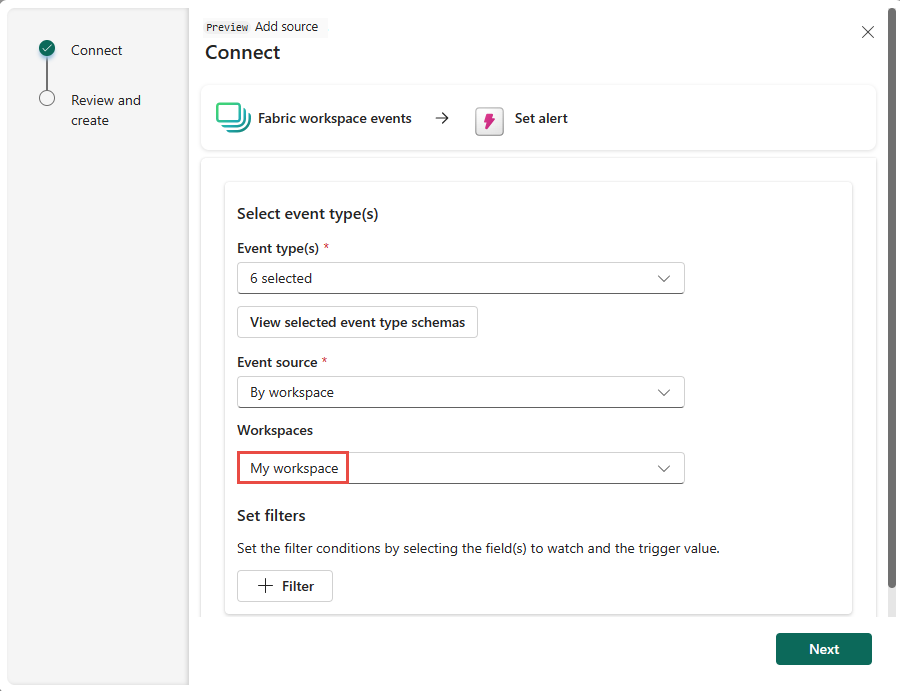 Connect
Review and
create
Preview Add source
Connect
Fabric workspace events
Set alert
Select event type(s)
Event type(s) *
6 selected
View selected event type schemas
Event source *
By workspace
Workspaces
My workspace
Set filters
Set the filter conditions by selecting the field(s) to watch and the trigger value.
Filter
Next